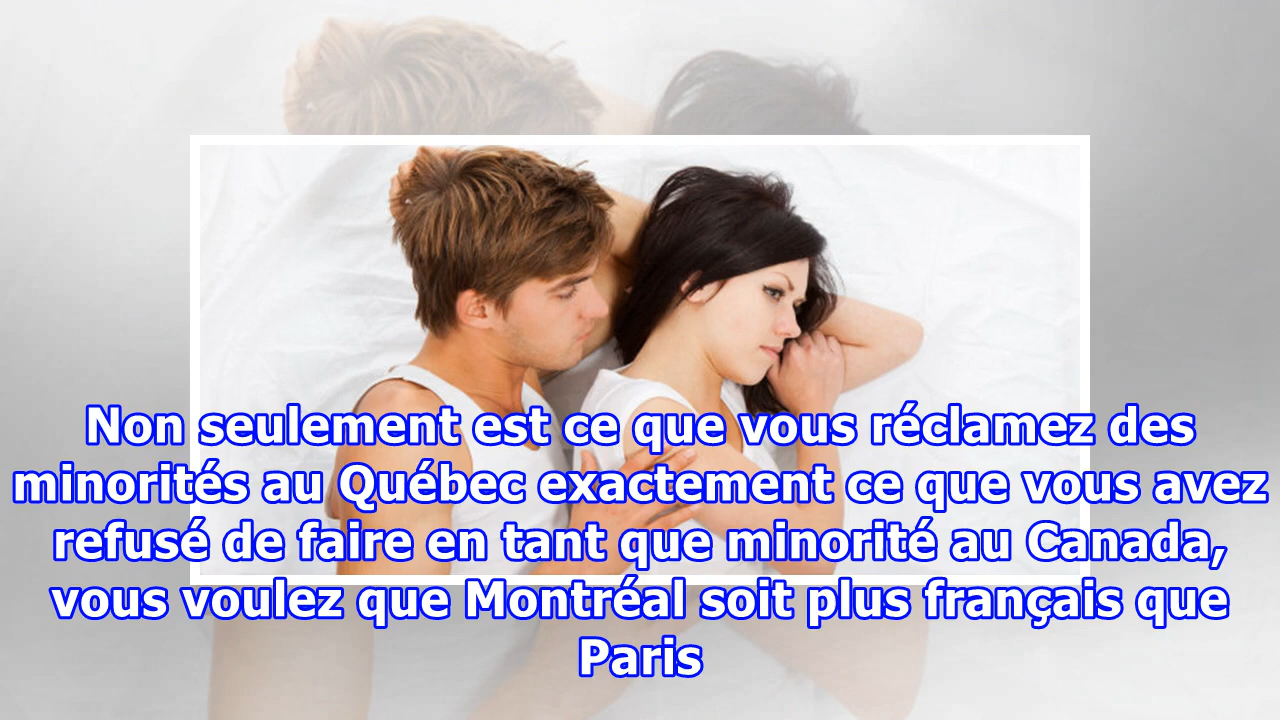 Non seulement est ce que vous réclamez des
minorités au Québec exactement ce que vous avez
refusé de faire en tant que minorité au Canada,
vous voulez que Montréal soit plus français que
Paris